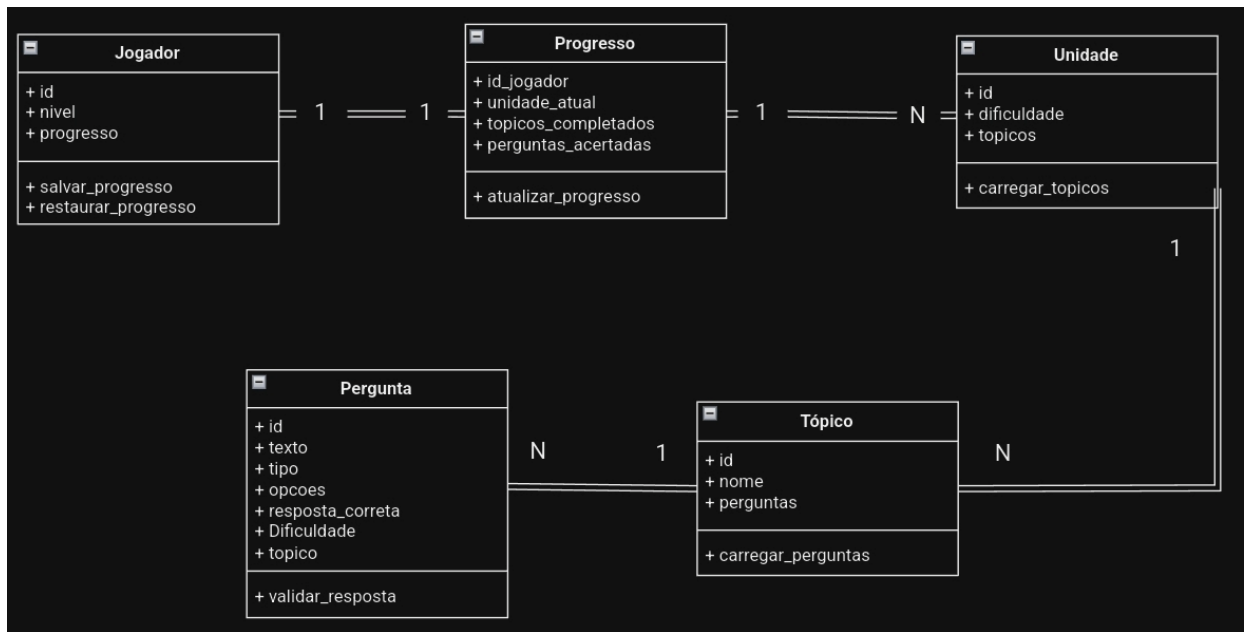 Jogador
+ id
+ nivel
+ progresso
+ salvar_progresso
+ restaurar_progresso
1
1
Progresso
+ id_jogador
+ unidade_atual
+ topicos_completados
+ perguntas_acertadas
+ atualizar_progresso
1
N
Unidade
+ id
+ dificuldade
+ topicos
+ carregar_topicos
1
Pergunta
+ id
+ texto
+ tipo
+ opcoes
+ resposta_correta
+ Dificuldade
+ topico
+ validar_resposta
N
1
Tópico
+ id
+ nome
+ perguntas
+ carregar_perguntas
N